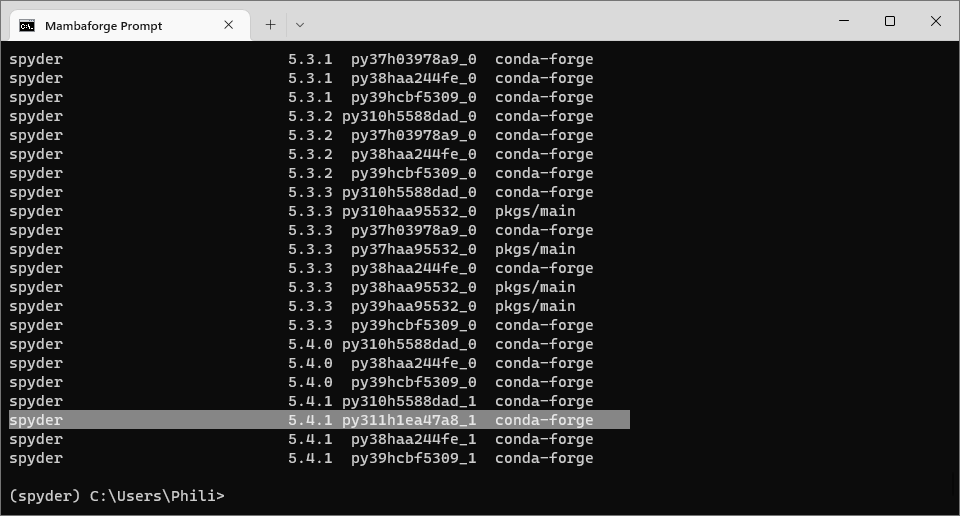 Mambaforge Prompt
spyder 5.3.1 py37h03978a9_0 conda-forge
spyder 5.3.1 py38haa244fe_0 conda-forge
spyder 5.3.1 py39hcbf5309_0 conda-forge
spyder 5.3.2 py310h5588dad_0 conda-forge
spyder 5.3.2 py37h03978a9_0 conda-forge
spyder 5.3.2 py38haa244fe_0 conda-forge
spyder 5.3.2 py39hcbf5309_0 conda-forge
spyder 5.3.3 py310h5588dad_0 conda-forge
spyder 5.3.3 py310haa95532_0 pkgs/main
spyder 5.3.3 py37h03978a9_0 conda-forge
spyder 5.3.3 py37haa95532_0 pkgs/main
spyder 5.3.3 py38haa244fe_0 conda-forge
spyder 5.3.3 py38haa95532_0 pkgs/main
spyder 5.3.3 py39haa95532_0 pkgs/main
spyder 5.3.3 py39hcbf5309_0 conda-forge
spyder 5.4.0 py310h5588dad_0 conda-forge
spyder 5.4.0 py38haa244fe_0 conda-forge
spyder 5.4.0 py39hcbf5309_0 conda-forge
spyder 5.4.1 py310h5588dad_1 conda-forge
spyder 5.4.1 py311h1ea47a8_1 conda-forge
spyder 5.4.1 py38haa244fe_1 conda-forge
spyder 5.4.1 py39hcbf5309_1 conda-forge
(spyder) C:\Users\Phili>